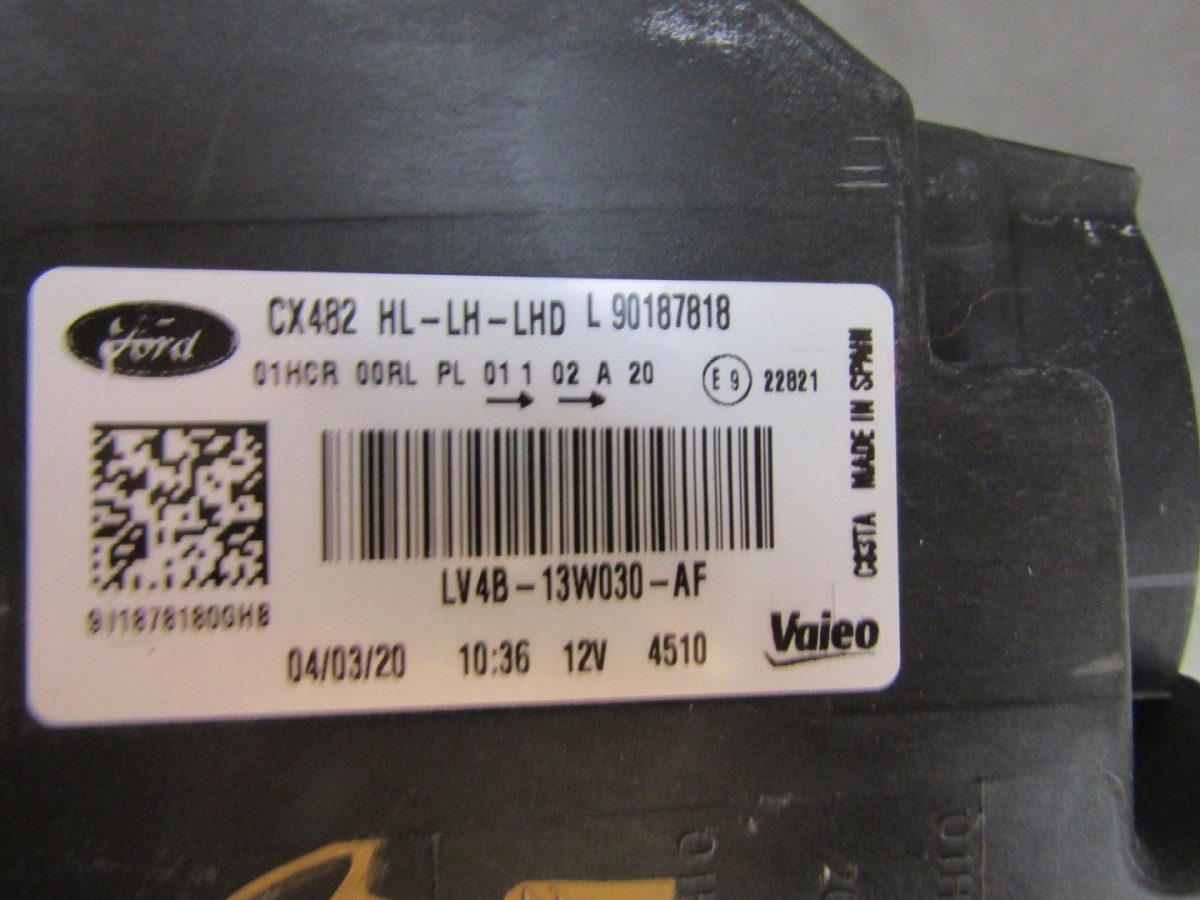 Ford
CX482 HL-LH-LHD L 90187818
01HCR 00RL PL 01 1 02 A 20 E 9 22821
MADE IN SPAIN
LV4B-13W030-AF
04/03/20 10:36 12V 4510
Valeo